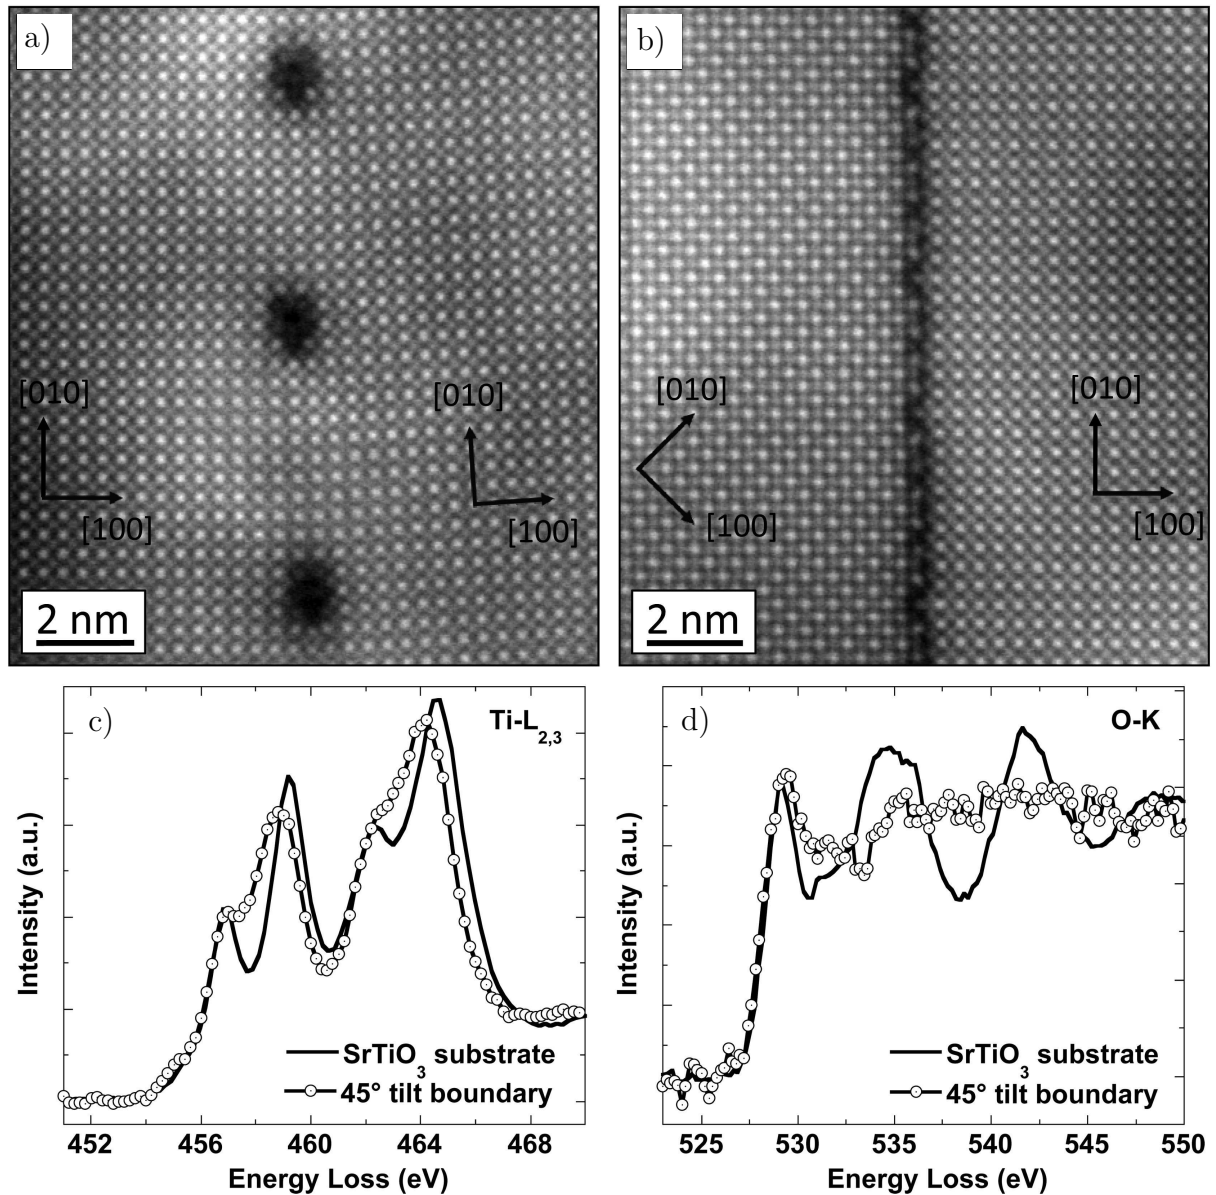 a)
[010]
[100]
[010]
[100]
2 nm
b)
[010]
[100]
[010]
[100]
2 nm
c)
Ti-L2,3
Intensity (a.u.)
SrTiO3 substrate
45° tilt boundary
452 456 460 464 468
Energy Loss (eV)
d)
O-K
Intensity (a.u.)
SrTiO3 substrate
45° tilt boundary
525 530 535 540 545 550
Energy Loss (eV)